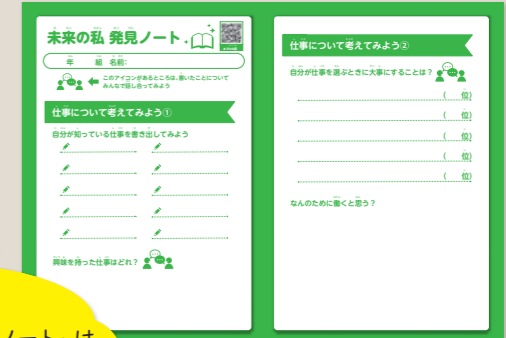 未来の私 発見ノート
年 組 名前:
このアイコンがあるところは、書いたことについて
みんなで話し合ってみよう
仕事について考えてみよう①
自分が知っている仕事を書き出してみよう
興味を持った仕事はどれ？
仕事について考えてみよう②
自分が仕事を選ぶときに大事にすることは？
( 位)
( 位)
( 位)
( 位)
( 位)
なんのために働くと思う？
ノートは